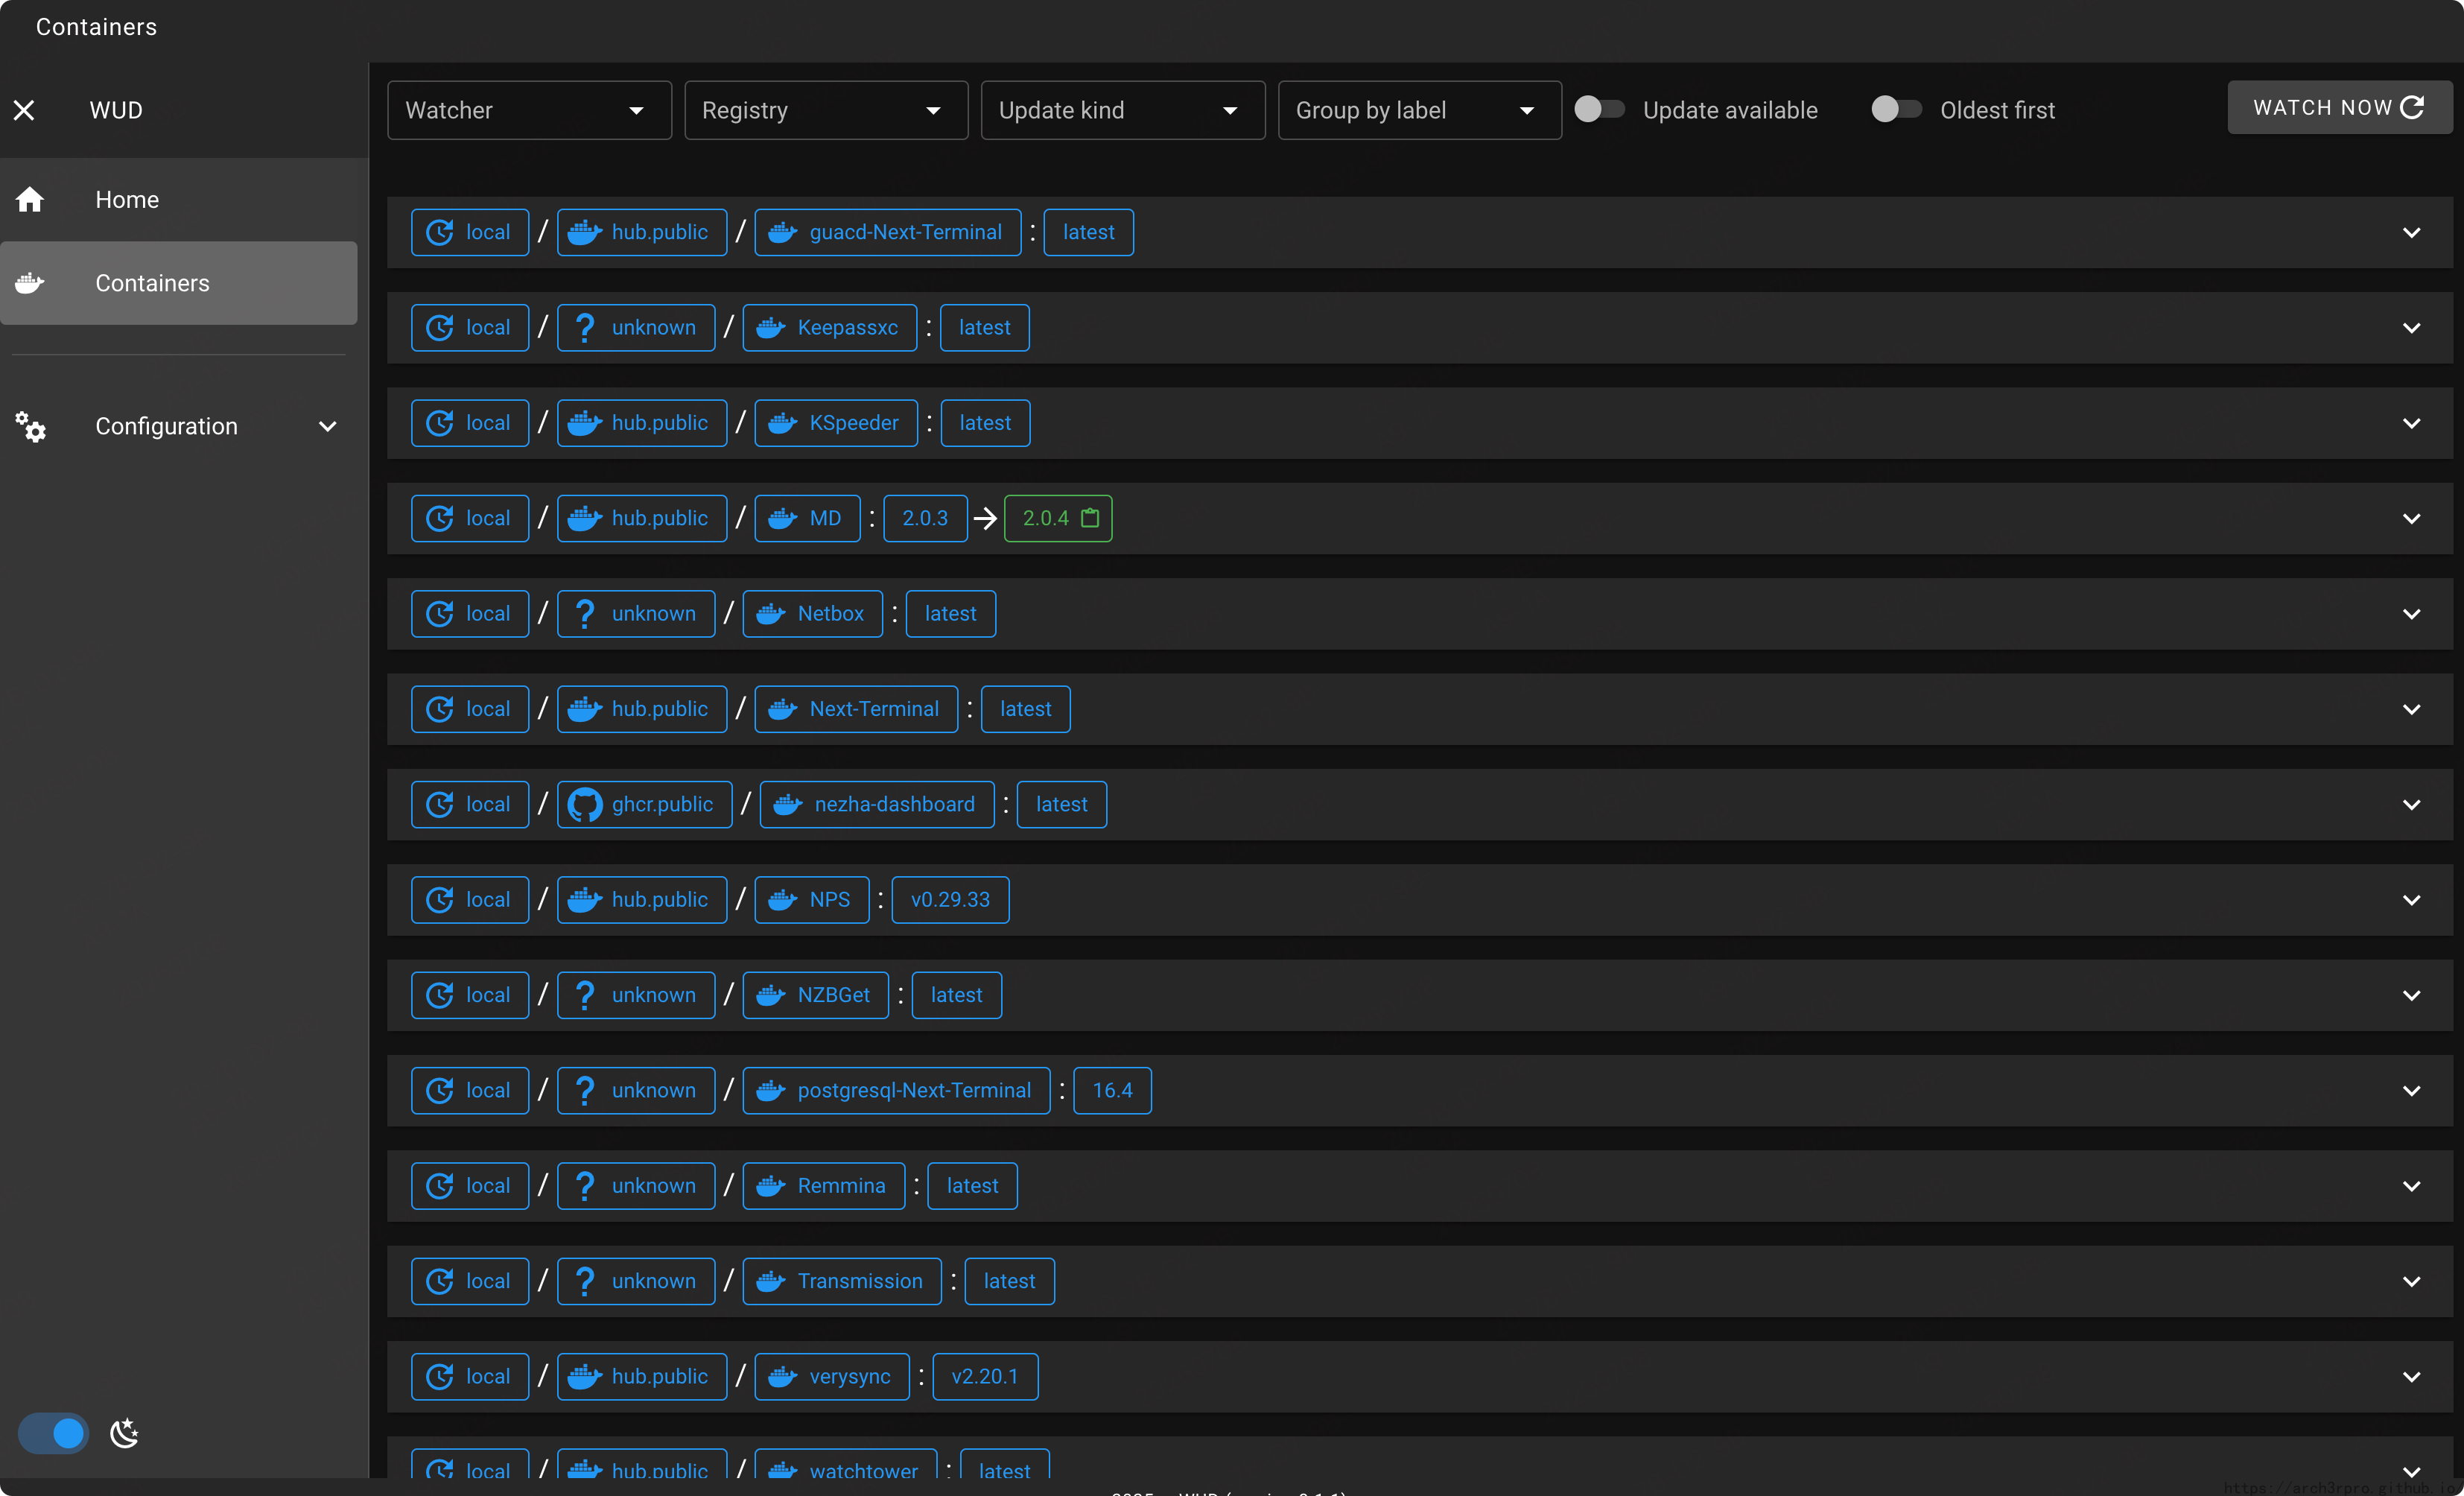 Containers
WUD
Home
Containers
Configuration
Watcher Registry Update kind Group by label Update available Oldest first WATCH NOW
local / hub.public / guacd-Next-Terminal : latest
local / ? unknown / Keepassxc : latest
local / hub.public / KSpeeder : latest
local / hub.public / MD : 2.0.3 → 2.0.4
local / ? unknown / Netbox : latest
local / hub.public / Next-Terminal : latest
local / ghcr.public / nezha-dashboard : latest
local / hub.public / NPS : v0.29.33
local / ? unknown / NZBGet : latest
local / ? unknown / postgresql-Next-Terminal : 16.4
local / ? unknown / Remmina : latest
local / ? unknown / Transmission : latest
local / hub.public / verysync : v2.20.1
local / hub.public / watchtower : latest
https://arch3rpro.github.io